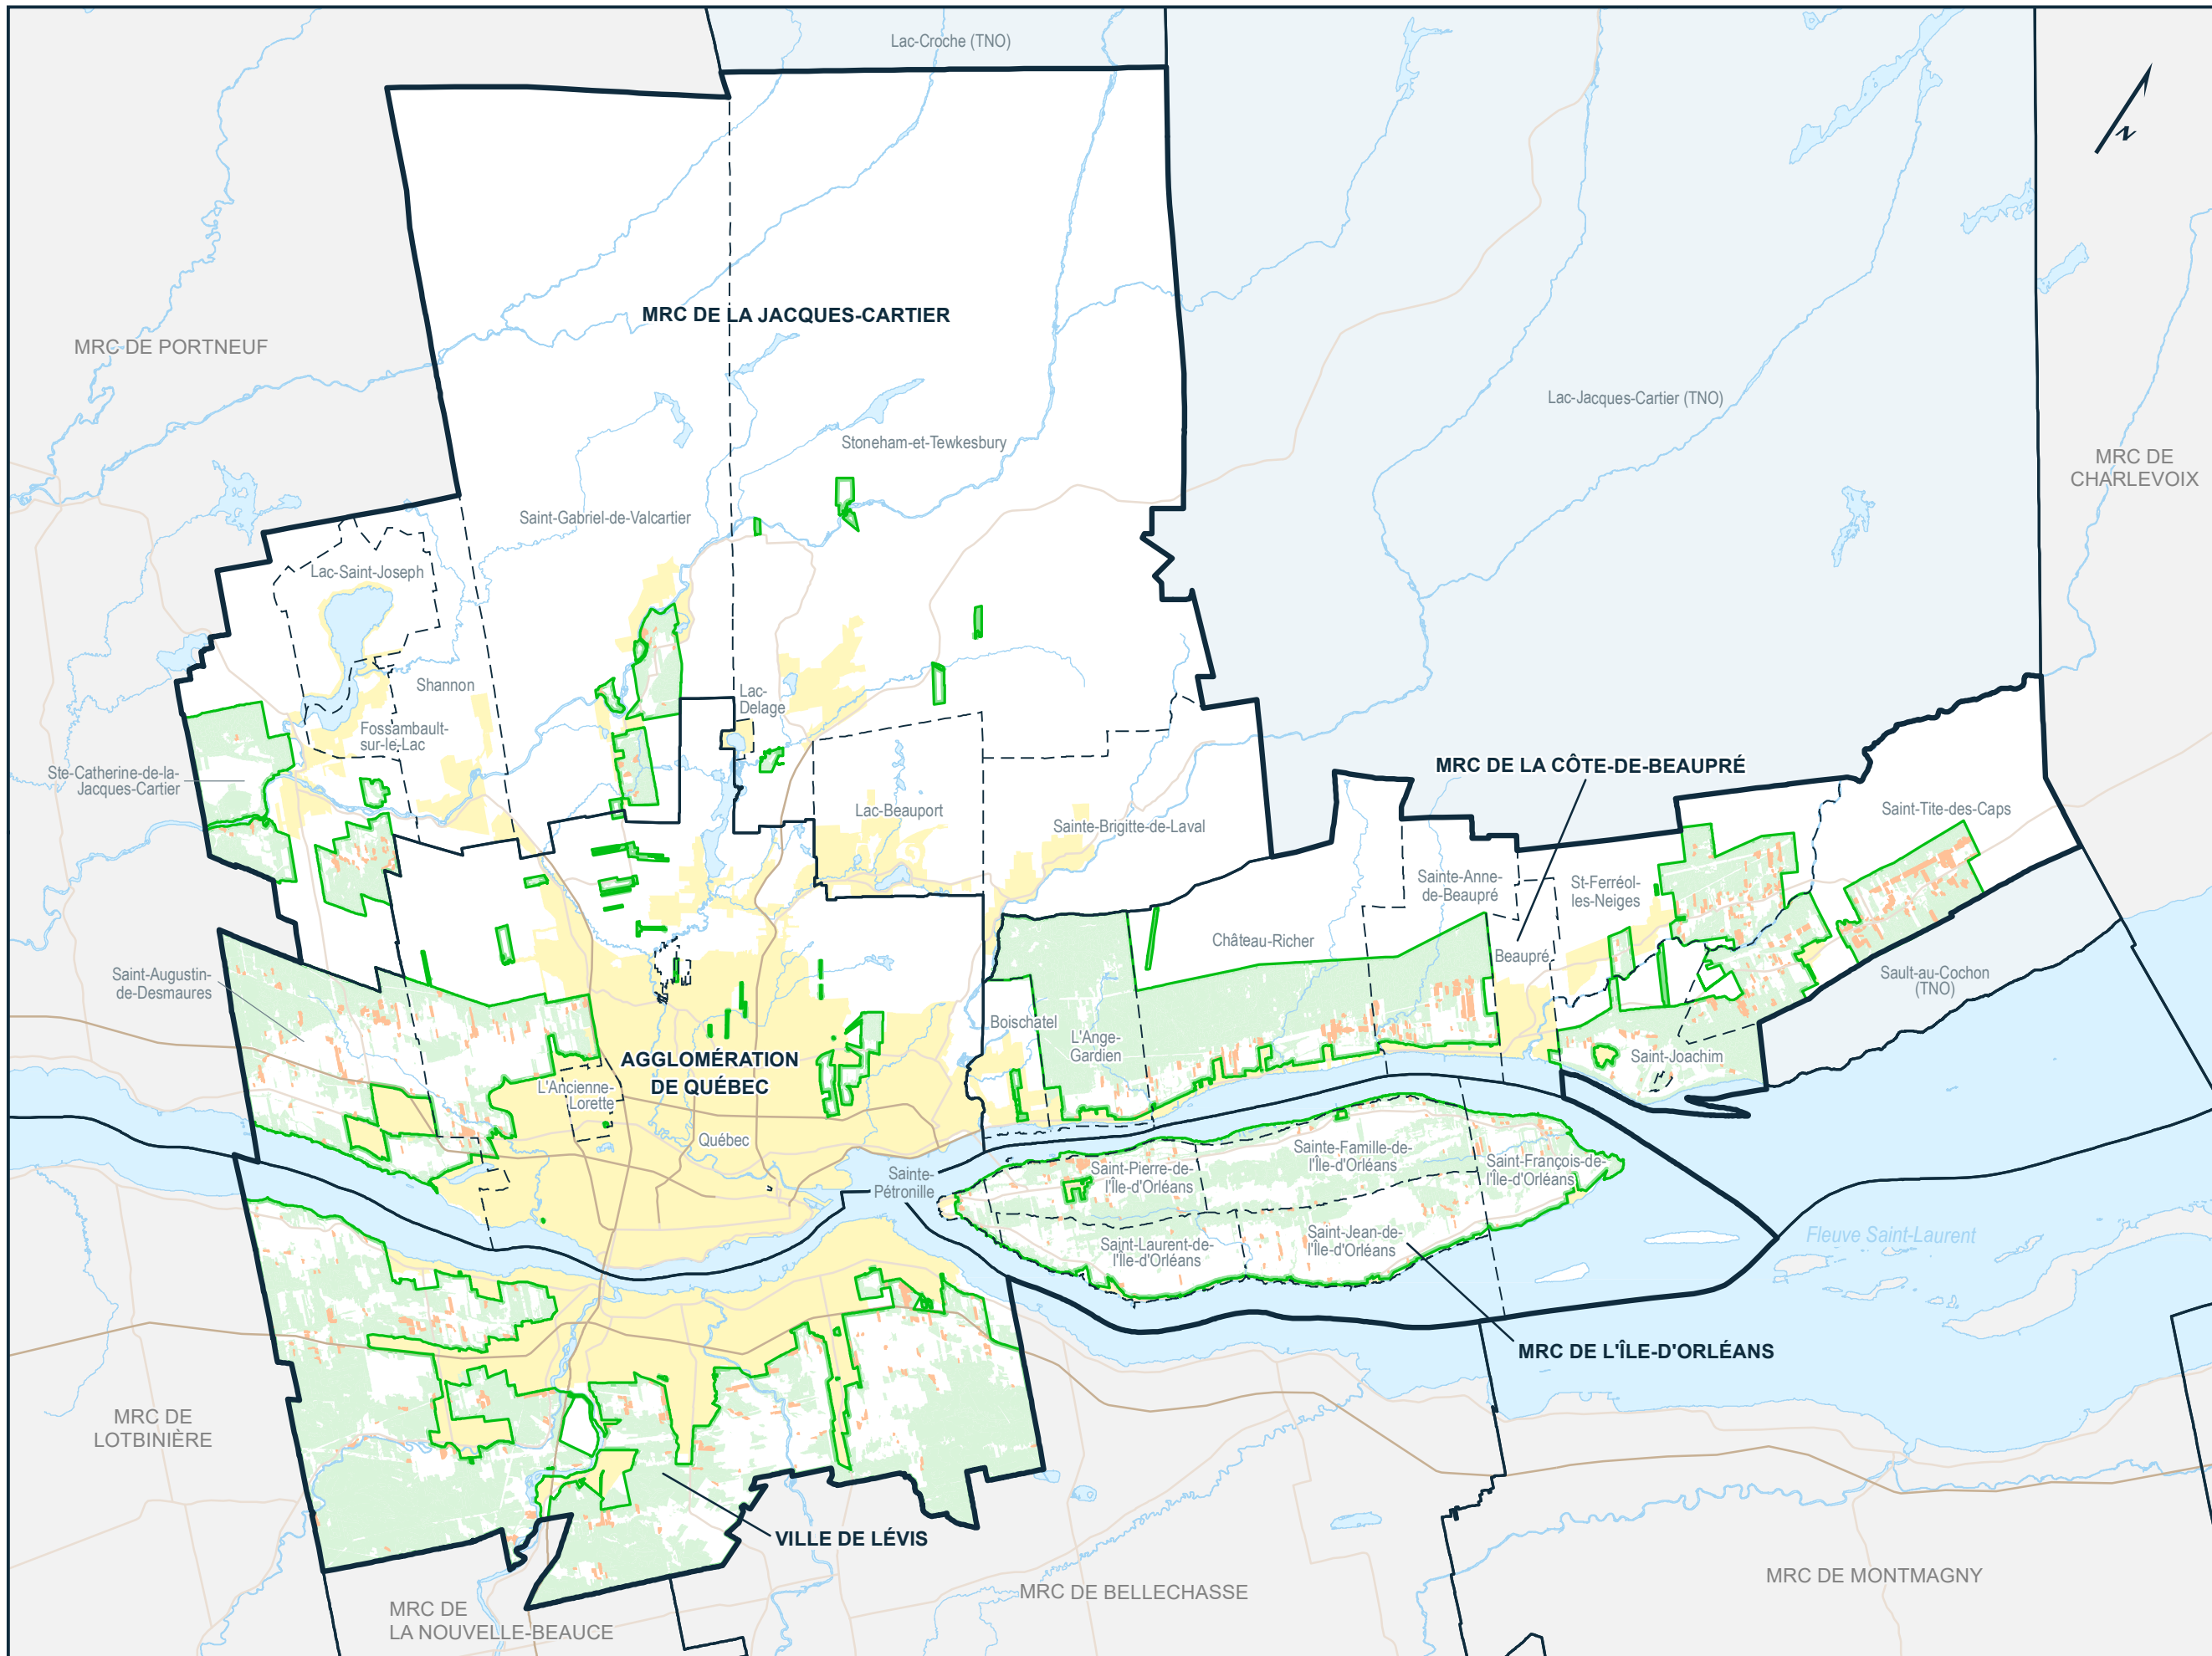 Lac-Croche (TNO)
N
MRC DE LA JACQUES-CARTIER
MRC DE PORTNEUF
Lac-Jacques-Cartier (TNO)
Stoneham-et-Tewkesbury
MRC DE
CHARLEVOIX
Saint-Gabriel-de-Valcartier
Lac-Saint-Joseph
Shannon
Lac-
Delage
Fossambault-
sur-le-Lac
Ste-Catherine-de-la-
Jacques-Cartier
MRC DE LA CÔTE-DE-BEAUPRÉ
Lac-Beauport
Sainte-Brigitte-de-Laval
Saint-Tite-des-Caps
Sainte-Anne-
de-Beaupré
St-Ferréol-
les-Neiges
Château-Richer
Beaupré
Saint-Augustin-
de-Desmaures
Sault-au-Cochon
(TNO)
Boischatel
L'Ange-
Gardien
Saint-Joachim
AGGLOMÉRATION
DE QUÉBEC
L'Ancienne-
Lorette
Québec
Sainte-
Pétronille
Saint-Pierre-de-
l'Île-d'Orléans
Sainte-Famille-de-
l'Île-d'Orléans
Saint-François-de-
l'Île-d'Orléans
Saint-Laurent-de-
l'Île-d'Orléans
Saint-Jean-de-
l'Île-d'Orléans
Fleuve Saint-Laurent
MRC DE L'ÎLE-D'ORLÉANS
MRC DE
LOTBINIÈRE
VILLE DE LÉVIS
MRC DE
LA NOUVELLE-BEAUCE
MRC DE BELLECHASSE
MRC DE MONTMAGNY